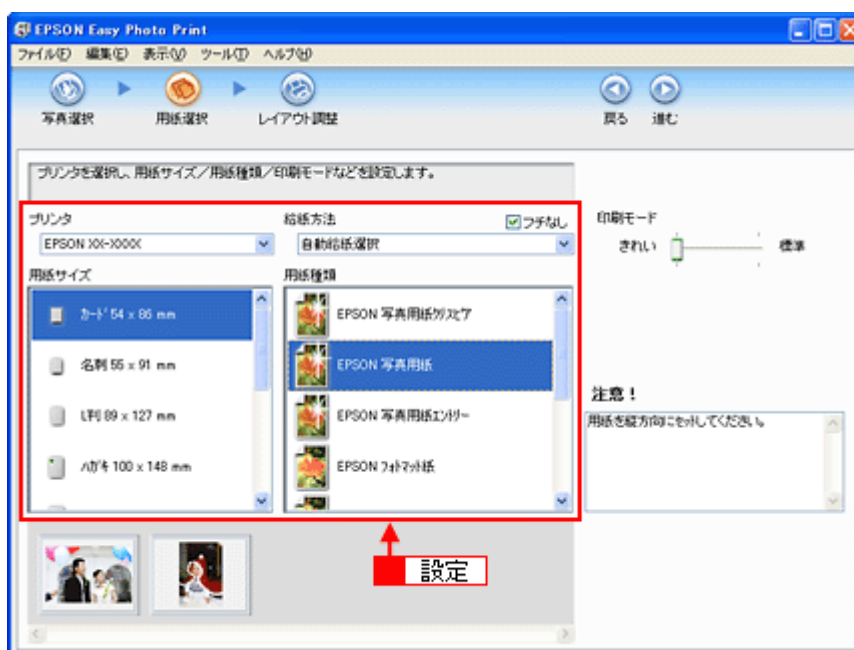 EPSON Easy Photo Print
ファイル(F) 編集(E) 表示(V) ツール(T) ヘルプ(H)
写真選択 用紙選択 レイアウト調整 戻る 進む
プリンタを選択し、用紙サイズ/用紙種類/印刷モードなどを設定します。
プリンタ
EPSON XX-XXXX
給紙方法
フチなし
自動給紙選択
用紙サイズ
カード 54 x 86 mm
名刺 55 x 91 mm
L判 89 x 127 mm
ハガキ 100 x 148 mm
用紙種類
EPSON 写真用紙クリスピア
EPSON 写真用紙
EPSON 写真用紙エントリー
EPSON フォトマット紙
印刷モード
きれい 標準
注意!
用紙を縦方向にセットしてください。
設定